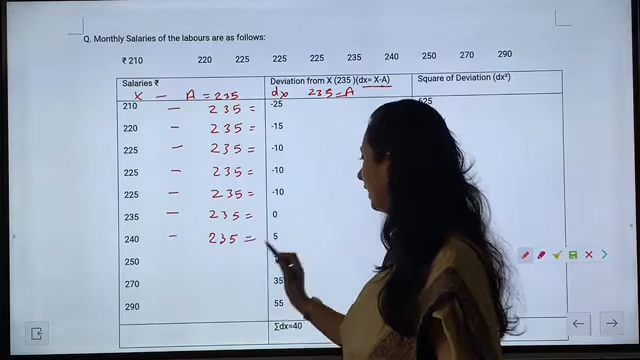 Q. Monthly Salaries of the labours are as follows:
₹ 210 220 225 225 225 235 240 250 270 290
Salaries ₹ Deviation from X (235 )(dx= X-A) Square of Deviation (dx²)
X — A = 235 dx 235 = A
210 — 235 = -25 625
220 — 235 = -15
225 — 235 = -10
225 — 235 = -10
225 — 235 = -10
235 — 235 = 0
240 — 235 = 5
250
270 35
290 55
∑dx=40